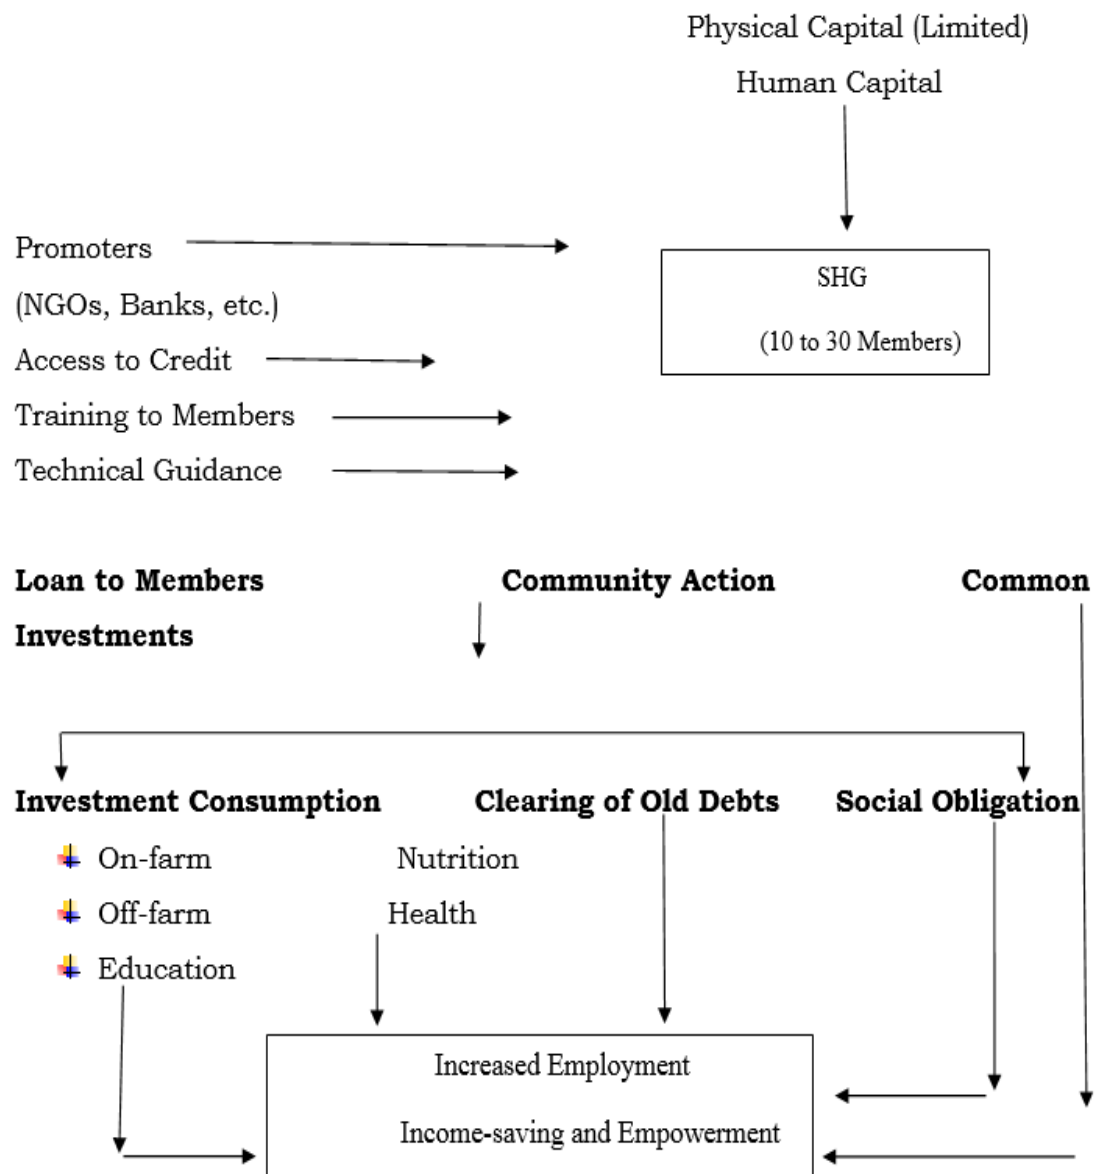 Physical Capital (Limited)
Human Capital
Promoters
(NGOs, Banks, etc.)
Access to Credit
Training to Members
Technical Guidance
SHG
(10 to 30 Members)
Loan to Members Community Action Common
Investments
Investment Consumption Clearing of Old Debts Social Obligation
On-farm Nutrition
Off-farm Health
Education
Increased Employment
Income-saving and Empowerment